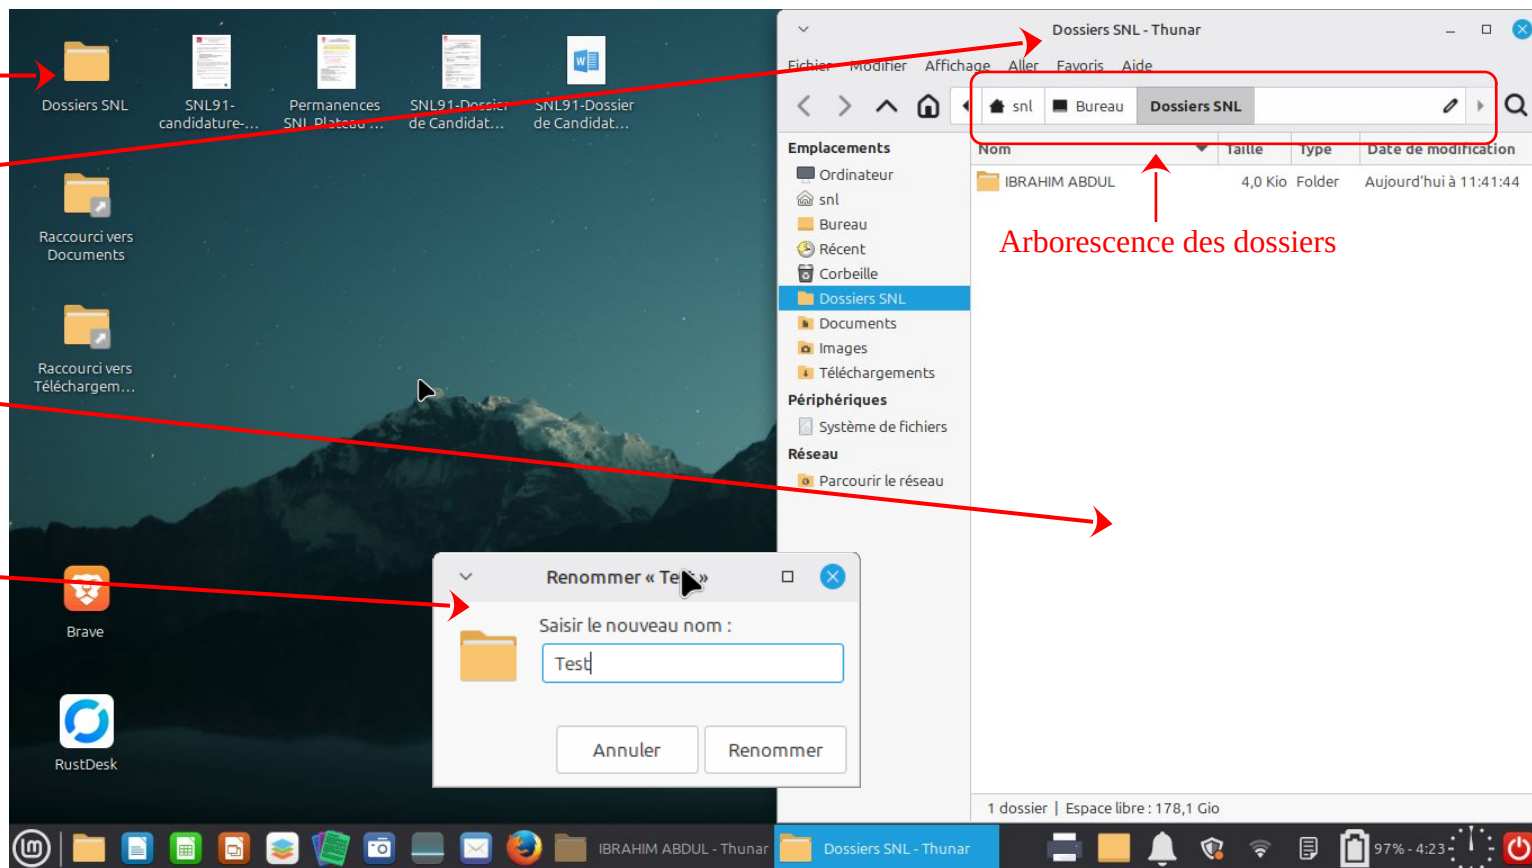 Dossiers SNL
SNL91-
candidature-...
Permanences
SNL Plateau ...
SNL91-Dossier
de Candidat...
SNL91-Dossier
de Candidat...
Raccourci vers
Documents
Raccourci vers
Téléchargem...
Brave
RustDesk
Dossiers SNL - Thunar
Fichier Modifier Affichage Aller Favoris Aide
snl Bureau Dossiers SNL
Emplacements
Ordinateur
snl
Bureau
Récent
Corbeille
Dossiers SNL
Documents
Images
Téléchargements
Périphériques
Système de fichiers
Réseau
Parcourir le réseau
Nom Taille Type Date de modification
IBRAHIM ABDUL 4,0 Kio Folder Aujourd'hui à 11:41:44
Arborescence des dossiers
1 dossier | Espace libre : 178,1 Gio
Renommer « Test »
Saisir le nouveau nom :
Test
Annuler Renommer
IBRAHIM ABDUL - Thunar Dossiers SNL - Thunar 97% - 4:23